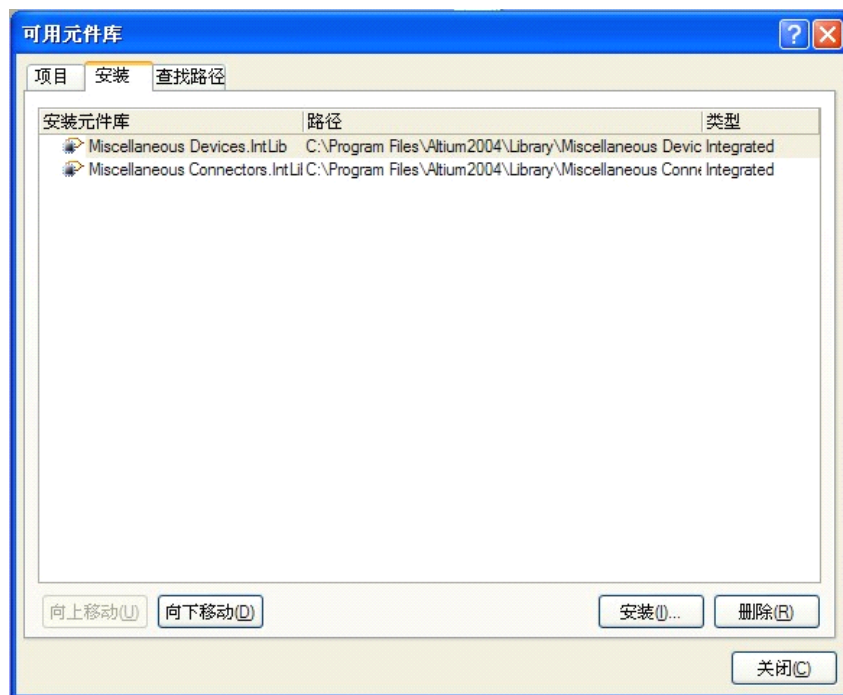 可用元件库
项目 安装 查找路径
安装元件库 路径 类型
Miscellaneous Devices.IntLib C:\Program Files\Altium2004\Library\Miscellaneous Devic Integrated
Miscellaneous Connectors.IntLil C:\Program Files\Altium2004\Library\Miscellaneous Conne Integrated
向上移动(U) 向下移动(D) 安装(I)... 删除(R)
关闭(C)